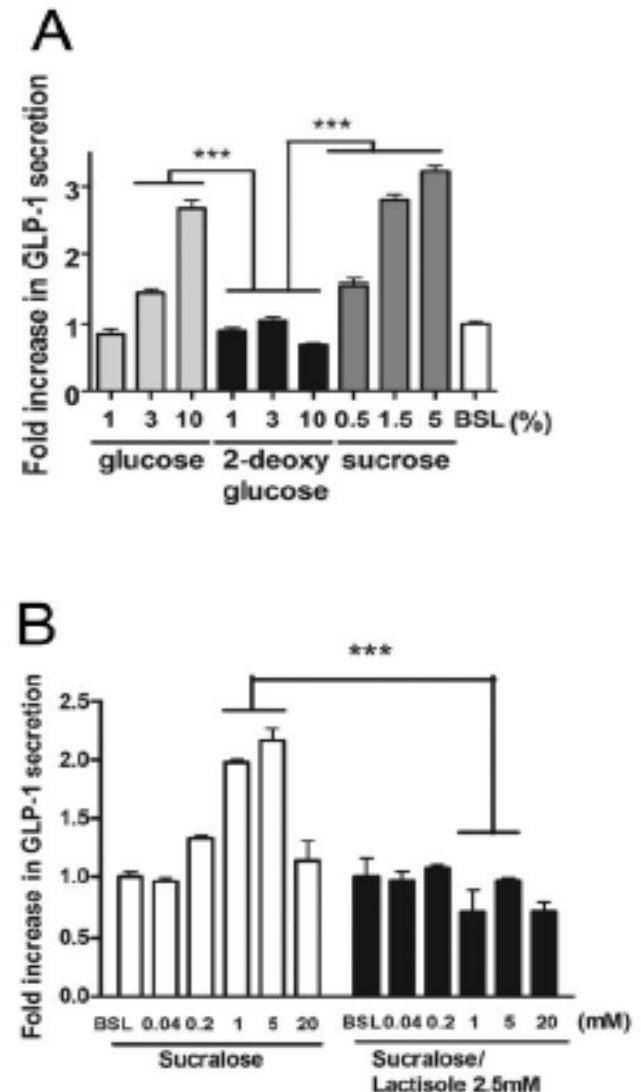 A
Fold increase in GLP-1 secretion
***
***
3
2
1
0
1 3 10 1 3 10 0.5 1.5 5 BSL (%)
glucose 2-deoxy sucrose
glucose
B
Fold increase in GLP-1 secretion
***
2.5
2.0
1.5
1.0
0.5
0.0
BSL 0.04 0.2 1 5 20 BSL 0.04 0.2 1 5 20 (mM)
Sucralose Sucralose/
Lactisole 2.5mM